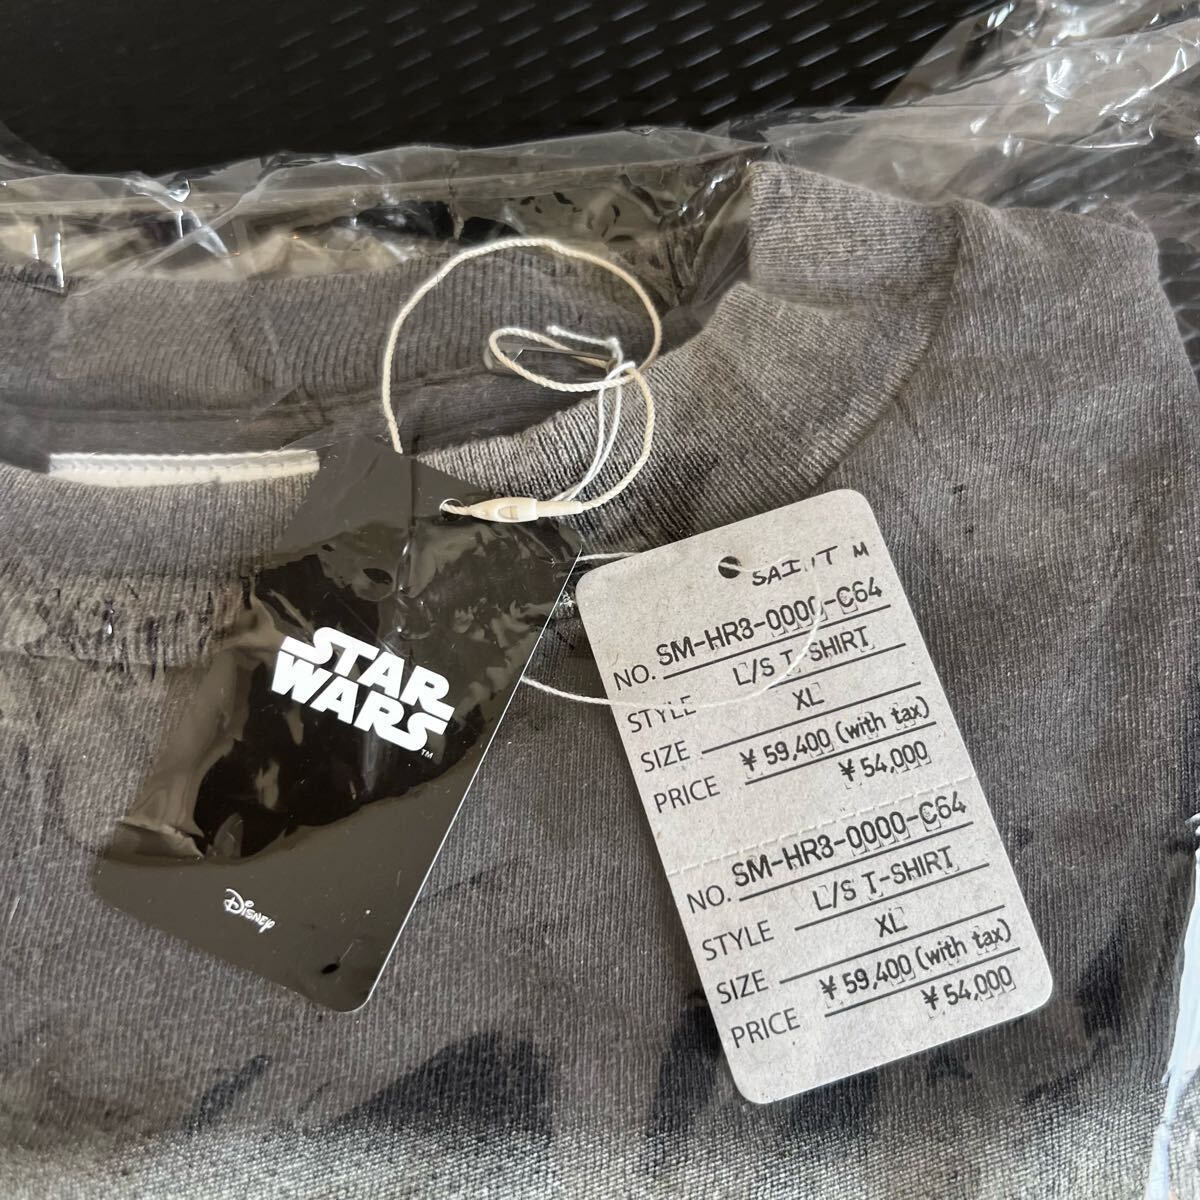 STAR
WARS
™
Disney
SAINT M
NO. SM-HR3-0000-C64
STYLE L/S T-SHIRT
SIZE XL
PRICE ¥59,400 (with tax)
¥54,000
NO. SM-HR3-0000-C64
STYLE L/S T-SHIRT
SIZE XL
PRICE ¥59,400 (with tax)
¥54,000